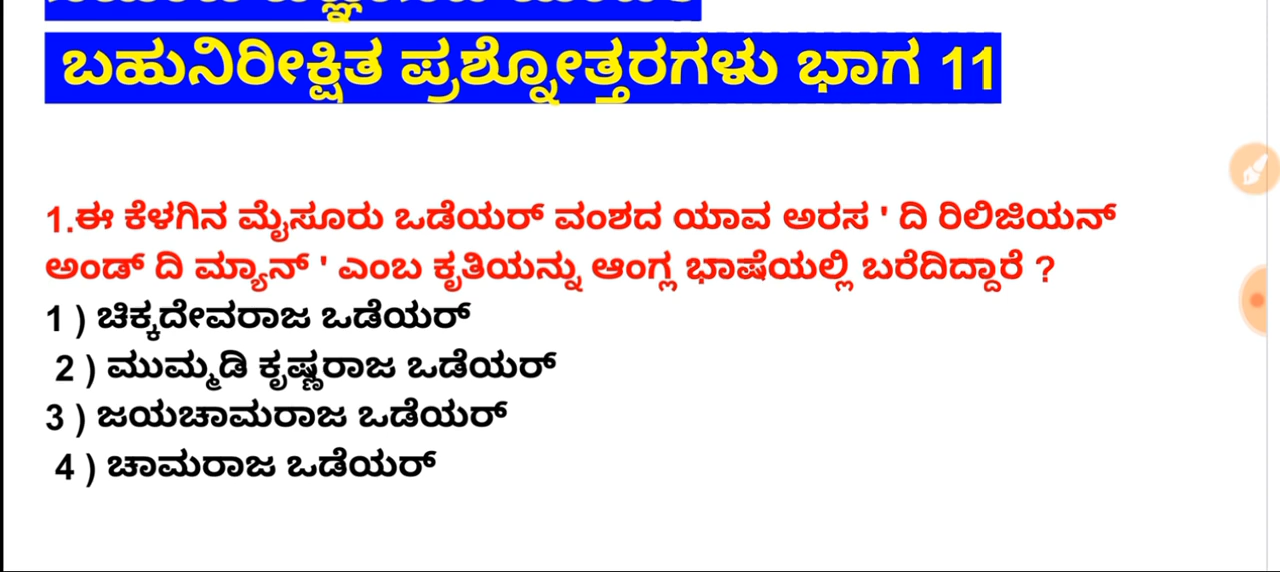 ಬಹುನಿರೀಕ್ಷಿತ ಪ್ರಶ್ನೋತ್ತರಗಳು ಭಾಗ 11
1.ಈ ಕೆಳಗಿನ ಮೈಸೂರು ಒಡೆಯರ್ ವಂಶದ ಯಾವ ಅರಸ ' ದಿ ರಿಲಿಜಿಯನ್
ಅಂಡ್ ದಿ ಮ್ಯಾನ್ ' ಎಂಬ ಕೃತಿಯನ್ನು ಆಂಗ್ಲ ಭಾಷೆಯಲ್ಲಿ ಬರೆದಿದ್ದಾರೆ ?
1 ) ಚಿಕ್ಕದೇವರಾಜ ಒಡೆಯರ್
2 ) ಮುಮ್ಮಡಿ ಕೃಷ್ಣರಾಜ ಒಡೆಯರ್
3 ) ಜಯಚಾಮರಾಜ ಒಡೆಯರ್
4 ) ಚಾಮರಾಜ ಒಡೆಯರ್